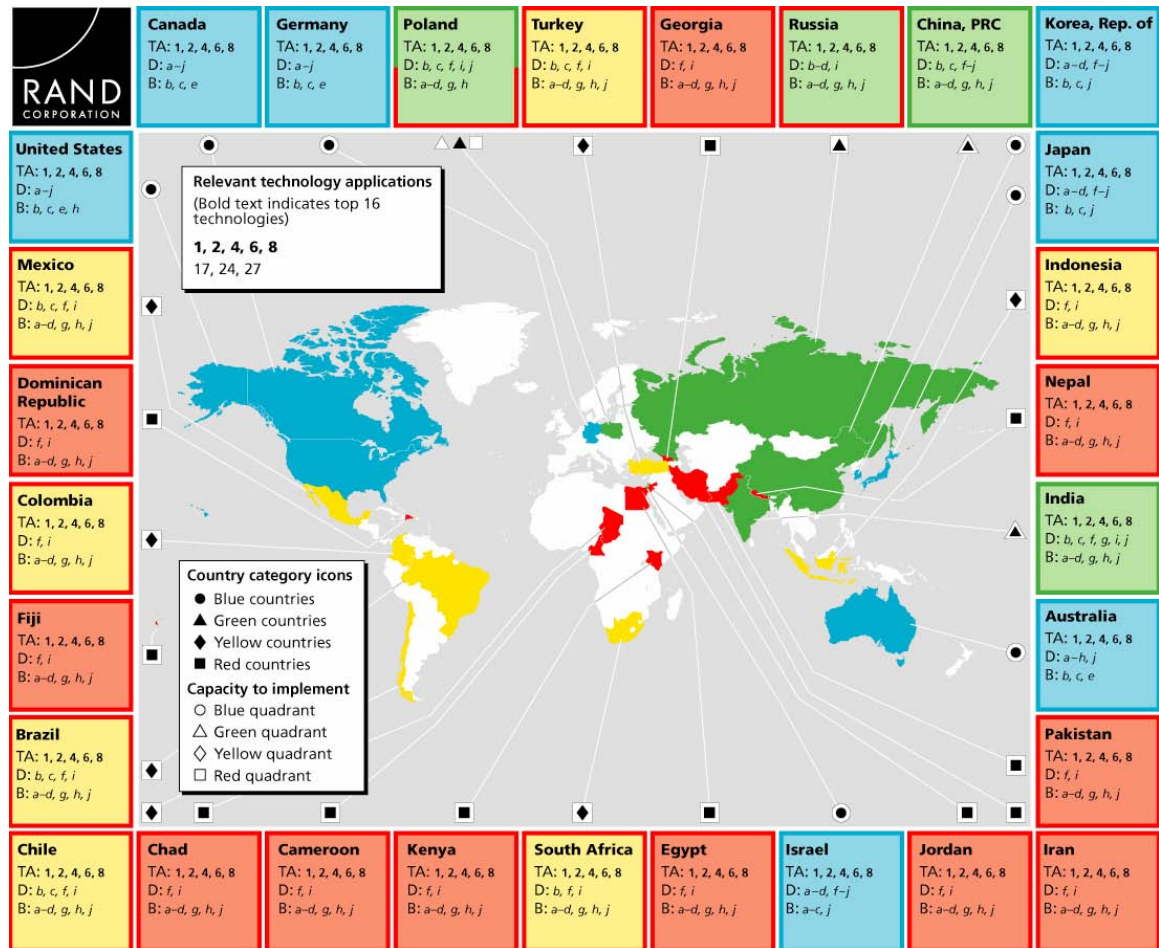 RAND
CORPORATION
Canada
TA: 1, 2, 4, 6, 8
D: a–j
B: b, c, e
Germany
TA: 1, 2, 4, 6, 8
D: a–j
B: b, c, e
Poland
TA: 1, 2, 4, 6, 8
D: b, c, f, i, j
B: a–d, g, h
Turkey
TA: 1, 2, 4, 6, 8
D: b, c, f, i
B: a–d, g, h, j
Georgia
TA: 1, 2, 4, 6, 8
D: f, i
B: a–d, g, h, j
Russia
TA: 1, 2, 4, 6, 8
D: b–d, i
B: a–d, g, h, j
China, PRC
TA: 1, 2, 4, 6, 8
D: b, c, f–j
B: a–d, g, h, j
Korea, Rep. of
TA: 1, 2, 4, 6, 8
D: a–d, f–j
B: b, c, j
United States
TA: 1, 2, 4, 6, 8
D: a–j
B: b, c, e, h
Mexico
TA: 1, 2, 4, 6, 8
D: b, c, f, i
B: a–d, g, h, j
Dominican
Republic
TA: 1, 2, 4, 6, 8
D: f, i
B: a–d, g, h, j
Colombia
TA: 1, 2, 4, 6, 8
D: f, i
B: a–d, g, h, j
Fiji
TA: 1, 2, 4, 6, 8
D: f, i
B: a–d, g, h, j
Brazil
TA: 1, 2, 4, 6, 8
D: b, c, f, i
B: a–d, g, h, j
Relevant technology applications
(Bold text indicates top 16
technologies)
1, 2, 4, 6, 8
17, 24, 27
Country category icons
Blue countries
Green countries
Yellow countries
Red countries
Capacity to implement
Blue quadrant
Green quadrant
Yellow quadrant
Red quadrant
Japan
TA: 1, 2, 4, 6, 8
D: a–d, f–j
B: b, c, j
Indonesia
TA: 1, 2, 4, 6, 8
D: f, i
B: a–d, g, h, j
Nepal
TA: 1, 2, 4, 6, 8
D: f, i
B: a–d, g, h, j
India
TA: 1, 2, 4, 6, 8
D: b, c, f, g, i, j
B: a–d, g, h, j
Australia
TA: 1, 2, 4, 6, 8
D: a–h, j
B: b, c, e
Pakistan
TA: 1, 2, 4, 6, 8
D: f, i
B: a–d, g, h, j
Chile
TA: 1, 2, 4, 6, 8
D: b, c, f, i
B: a–d, g, h, j
Chad
TA: 1, 2, 4, 6, 8
D: f, i
B: a–d, g, h, j
Cameroon
TA: 1, 2, 4, 6, 8
D: f, i
B: a–d, g, h, j
Kenya
TA: 1, 2, 4, 6, 8
D: f, i
B: a–d, g, h, j
South Africa
TA: 1, 2, 4, 6, 8
D: b, f, i
B: a–d, g, h, j
Egypt
TA: 1, 2, 4, 6, 8
D: f, i
B: a–d, g, h, j
Israel
TA: 1, 2, 4, 6, 8
D: a–d, f–j
B: a–c, j
Jordan
TA: 1, 2, 4, 6, 8
D: f, i
B: a–d, g, h, j
Iran
TA: 1, 2, 4, 6, 8
D: f, i
B: a–d, g, h, j